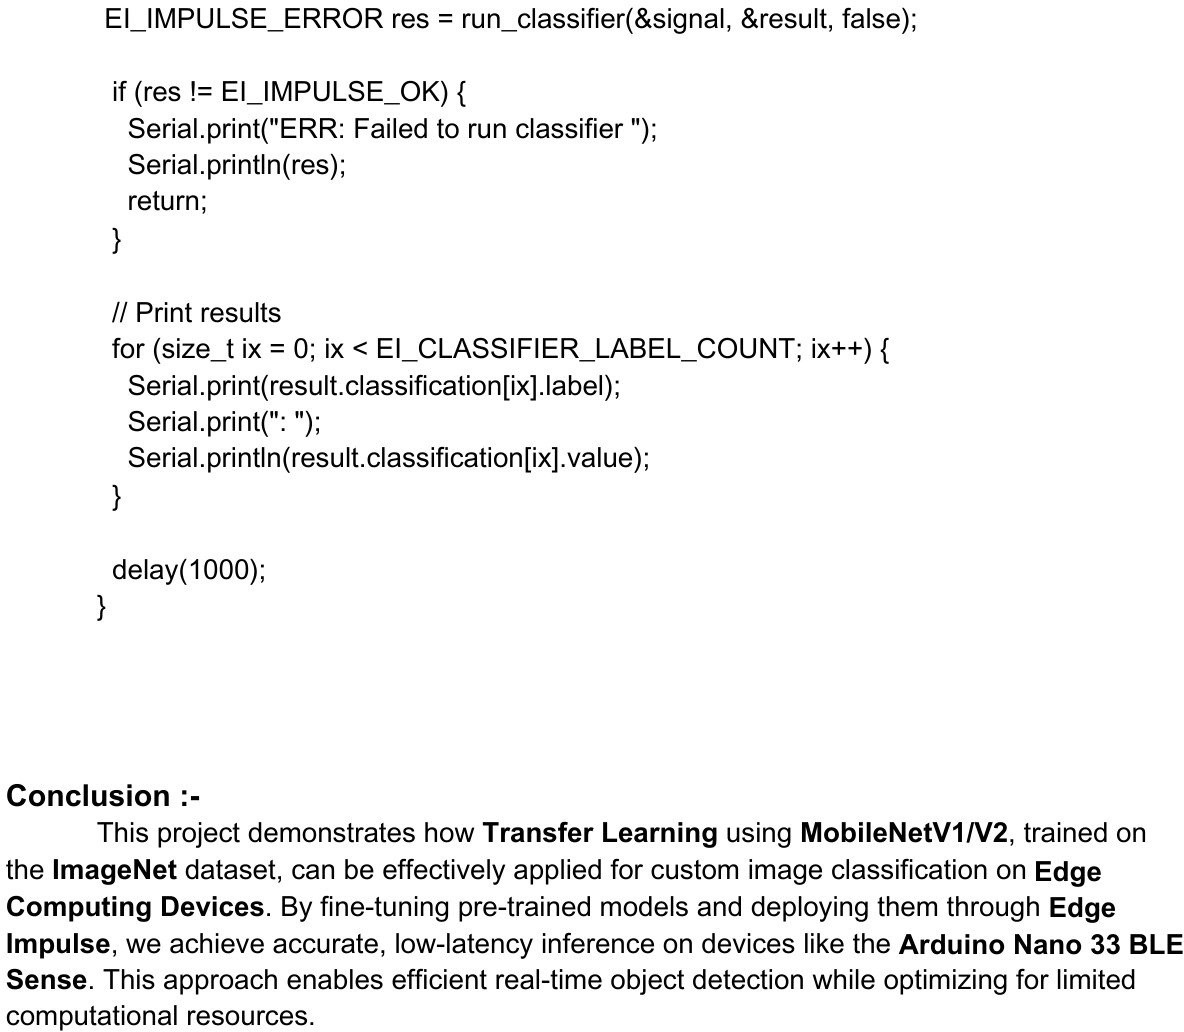 EI_IMPULSE_ERROR res = run_classifier(&signal, &result, false);
if (res != EI_IMPULSE_OK) {
Serial.print("ERR: Failed to run classifier ");
Serial.println(res);
return;
}
// Print results
for (size_t ix = 0; ix < EI_CLASSIFIER_LABEL_COUNT; ix++) {
Serial.print(result.classification[ix].label);
Serial.print(": ");
Serial.println(result.classification[ix].value);
}
delay(1000);
}
Conclusion :-
This project demonstrates how Transfer Learning using MobileNetV1/V2, trained on
the ImageNet dataset, can be effectively applied for custom image classification on Edge
Computing Devices. By fine-tuning pre-trained models and deploying them through Edge
Impulse, we achieve accurate, low-latency inference on devices like the Arduino Nano 33 BLE
Sense. This approach enables efficient real-time object detection while optimizing for limited
computational resources.